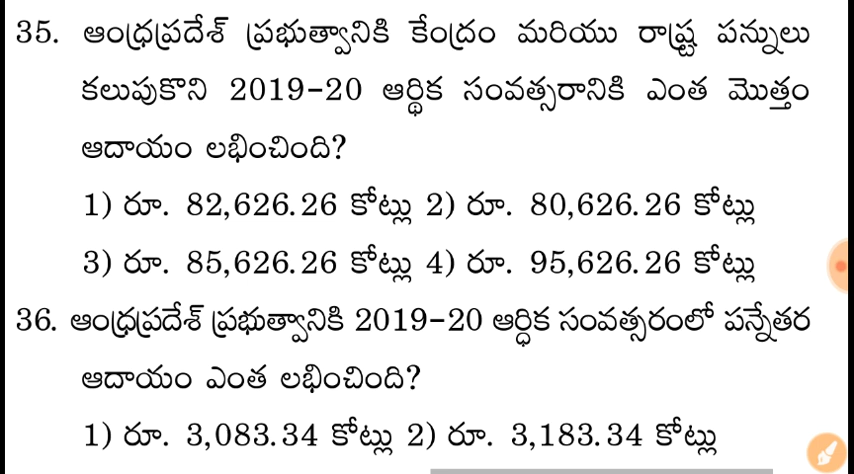 35. ఆంధ్రప్రదేశ్ ప్రభుత్వానికి కేంద్రం మరియు రాష్ట్ర పన్నులు
కలుపుకొని 2019-20 ఆర్థిక సంవత్సరానికి ఎంత మొత్తం
ఆదాయం లభించింది?
1) రూ. 82,626.26 కోట్లు 2) రూ. 80,626.26 కోట్లు
3) రూ. 85,626.26 కోట్లు 4) రూ. 95,626.26 కోట్లు
36. ఆంధ్రప్రదేశ్ ప్రభుత్వానికి 2019-20 ఆర్ధిక సంవత్సరంలో పన్నేతర
ఆదాయం ఎంత లభించింది?
1) రూ. 3,083.34 కోట్లు 2) రూ. 3,183.34 కోట్లు